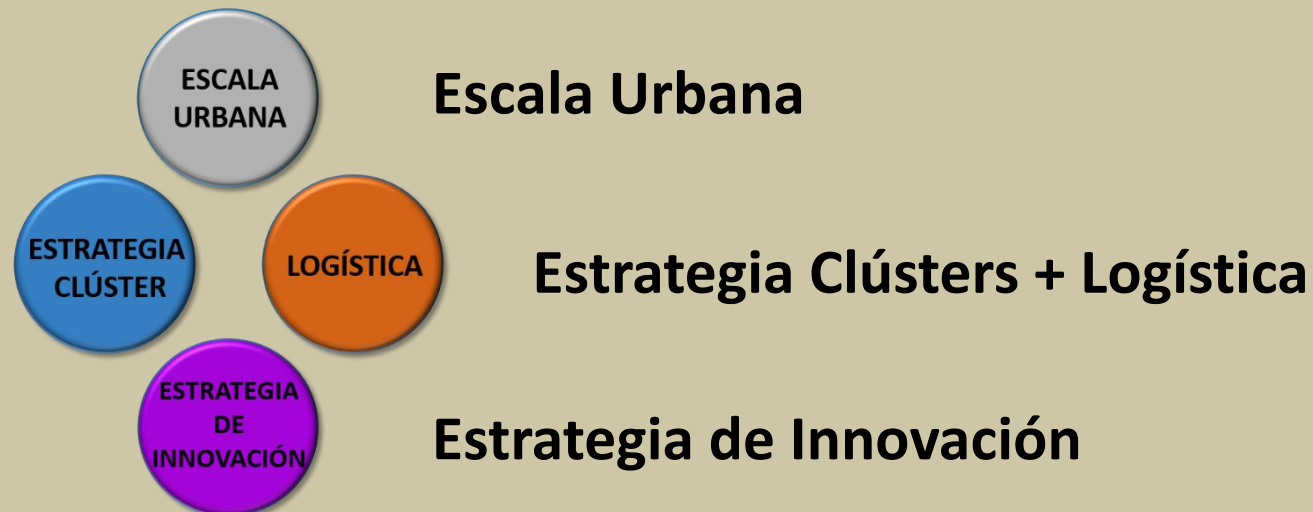 ESCALA
URBANA
Escala Urbana
ESTRATEGIA
CLÚSTER
LOGÍSTICA
Estrategia Clústers + Logística
ESTRATEGIA
DE
INNOVACIÓN
Estrategia de Innovación